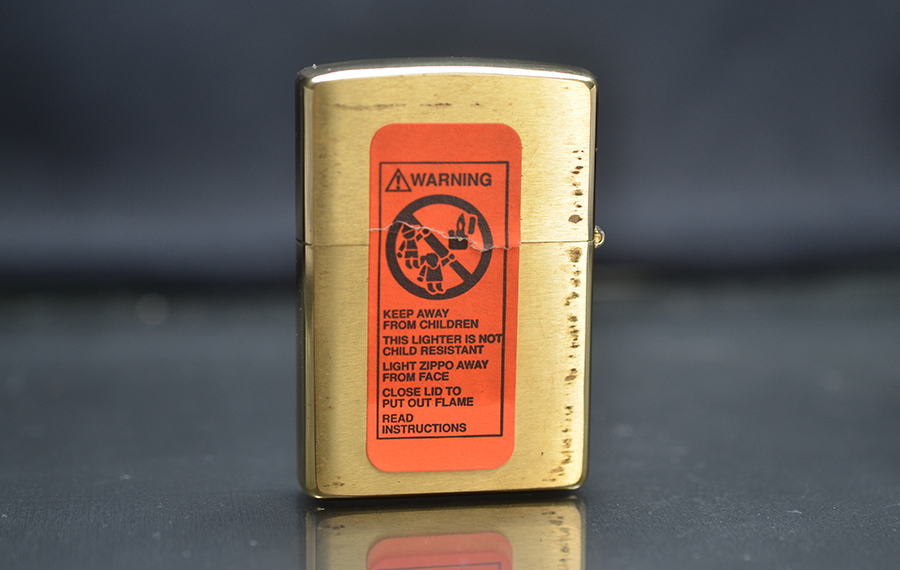 WARNING
KEEP AWAY
FROM CHILDREN
THIS LIGHTER IS NOT
CHILD RESISTANT
LIGHT ZIPPO AWAY
FROM FACE
CLOSE LID TO
PUT OUT FLAME
READ
INSTRUCTIONS